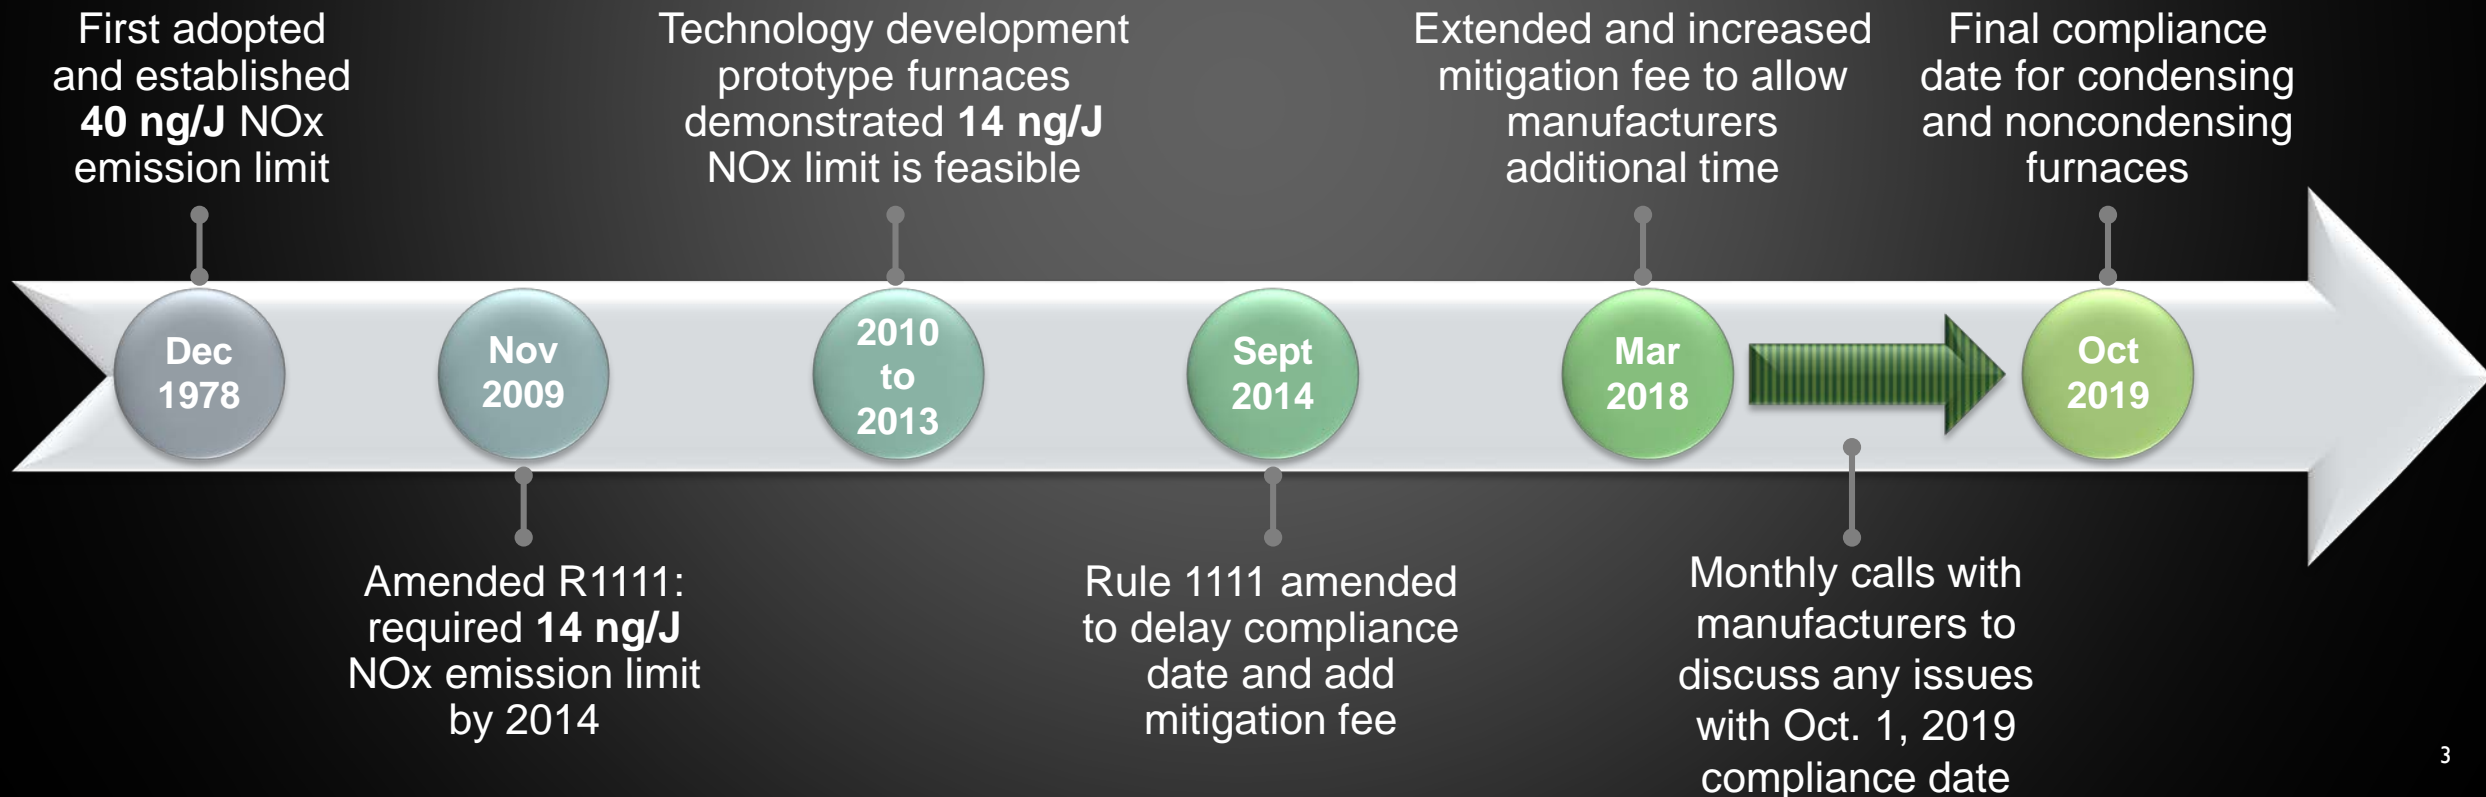 First adopted
and established
40 ng/J NOx
emission limit
Technology development
prototype furnaces
demonstrated 14 ng/J
NOx limit is feasible
Extended and increased
mitigation fee to allow
manufacturers
additional time
Final compliance
date for condensing
and noncondensing
furnaces
Dec
1978
Nov
2009
2010
to
2013
Sept
2014
Mar
2018
Oct
2019
Amended R1111:
required 14 ng/J
NOx emission limit
by 2014
Rule 1111 amended
to delay compliance
date and add
mitigation fee
Monthly calls with
manufacturers to
discuss any issues
with Oct. 1, 2019
compliance date
3